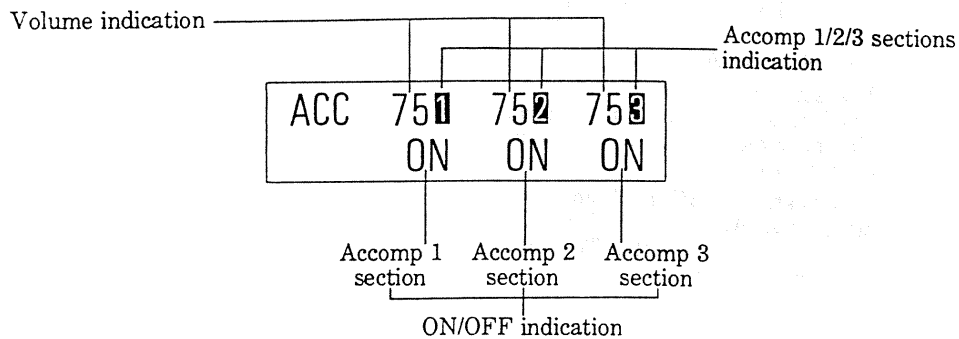 Volume indication
Accomp 1/2/3 sections
indication
ACC 75 1 75 2 75 3
ON ON ON
Accomp 1
section
Accomp 2
section
Accomp 3
section
ON/OFF indication